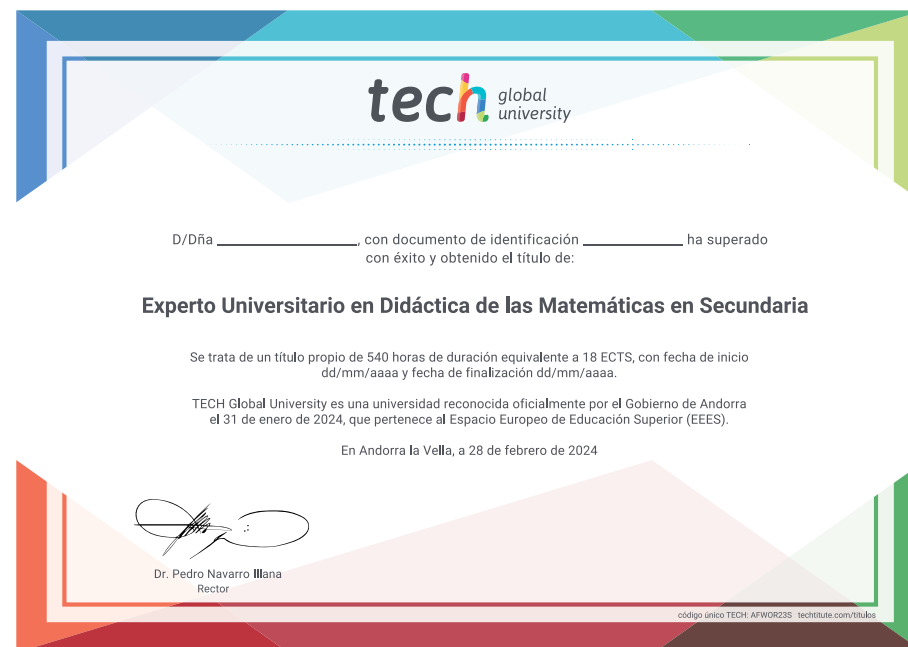 tech global university
D/Dña ____________, con documento de identificación ____________ ha superado
con éxito y obtenido el título de:
Experto Universitario en Didáctica de las Matemáticas en Secundaria
Se trata de un título propio de 540 horas de duración equivalente a 18 ECTS, con fecha de inicio
dd/mm/aaaa y fecha de finalización dd/mm/aaaa.
TECH Global University es una universidad reconocida oficialmente por el Gobierno de Andorra
el 31 de enero de 2024, que pertenece al Espacio Europeo de Educación Superior (EEES).
En Andorra la Vella, a 28 de febrero de 2024
Dr. Pedro Navarro Illana
Rector
código único TECH: AFWOR23S techtitute.com/titulos